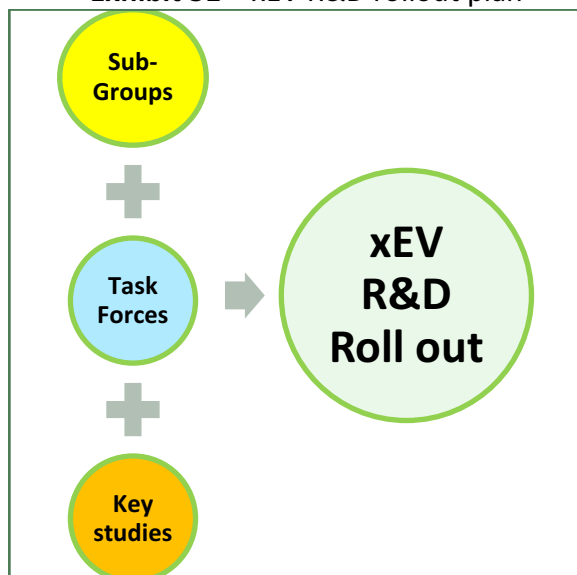 Sub-
Groups
Task
Forces
Key
studies
xEV
R&D
Roll out